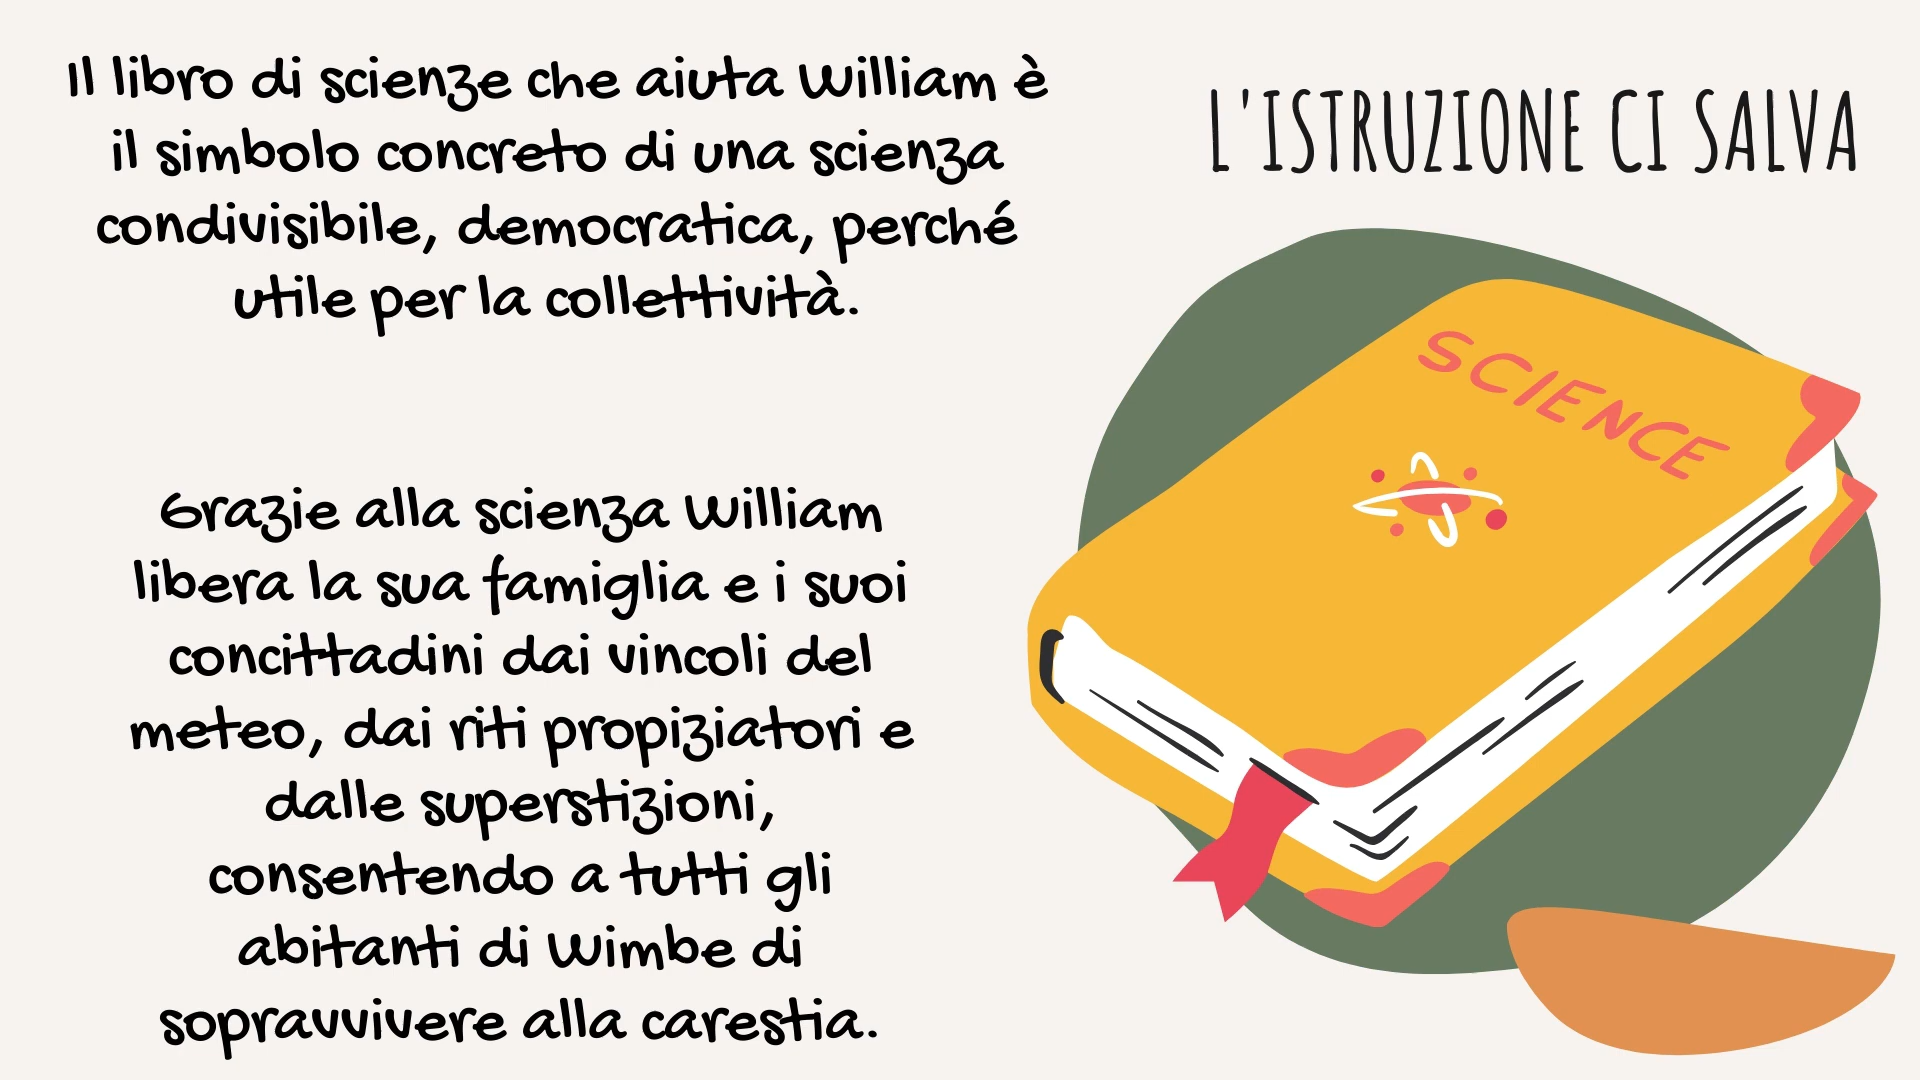 L'ISTRUZIONE CI SALVA
Il libro di scienze che aiuta William è
il simbolo concreto di una scienza
condivisibile, democratica, perché
utile per la collettività.
Grazie alla scienza William
libera la sua famiglia e i suoi
concittadini dai vincoli del
meteo, dai riti propiziatori e
dalle superstizioni,
consentendo a tutti gli
abitanti di Wimbe di
sopravvivere alla carestia.
SCIENCE